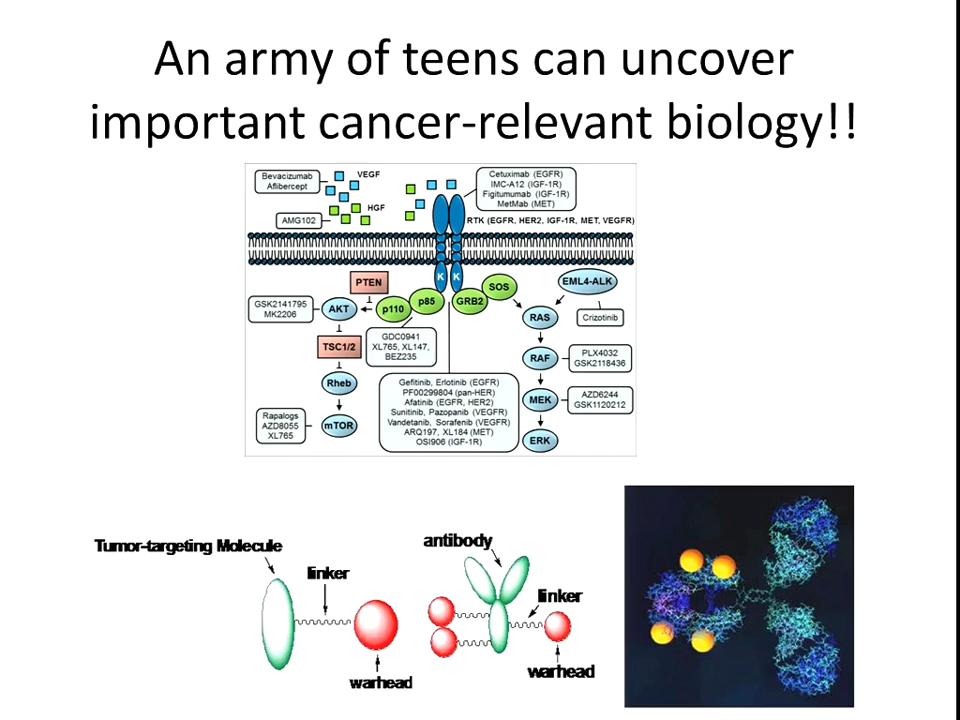 An army of teens can uncover
important cancer-relevant biology!!
Bevacizumab
Aflibercept
VEGF
HGF
AMG102
Cetuximab (EGFR)
IMC-A12 (IGF-1R)
Figitumumab (IGF-1R)
MetMab (MET)
RTK (EGFR, HER2, IGF-1R, MET, VEGFR)
K
K
PTEN
p110
p85
GRB2
SOS
EML4-ALK
GSK2141795
MK2206
AKT
RAS
Crizotinib
TSC1/2
GDC0941
XL765, XL147,
BEZ235
RAF
PLX4032
GSK2118436
Rheb
Gefitinib, Erlotinib (EGFR)
PF00299804 (pan-HER)
Afatinib (EGFR, HER2)
Sunitinib, Pazopanib (VEGFR)
Vandetanib, Sorafenib (VEGFR)
ARQ197, XL184 (MET)
OSI906 (IGF-1R)
MEK
AZD6244
GSK1120212
Rapalogs
AZD8055
XL765
mTOR
ERK
Tumor-targeting Molecule
linker
warhead
antibody
linker
warhead